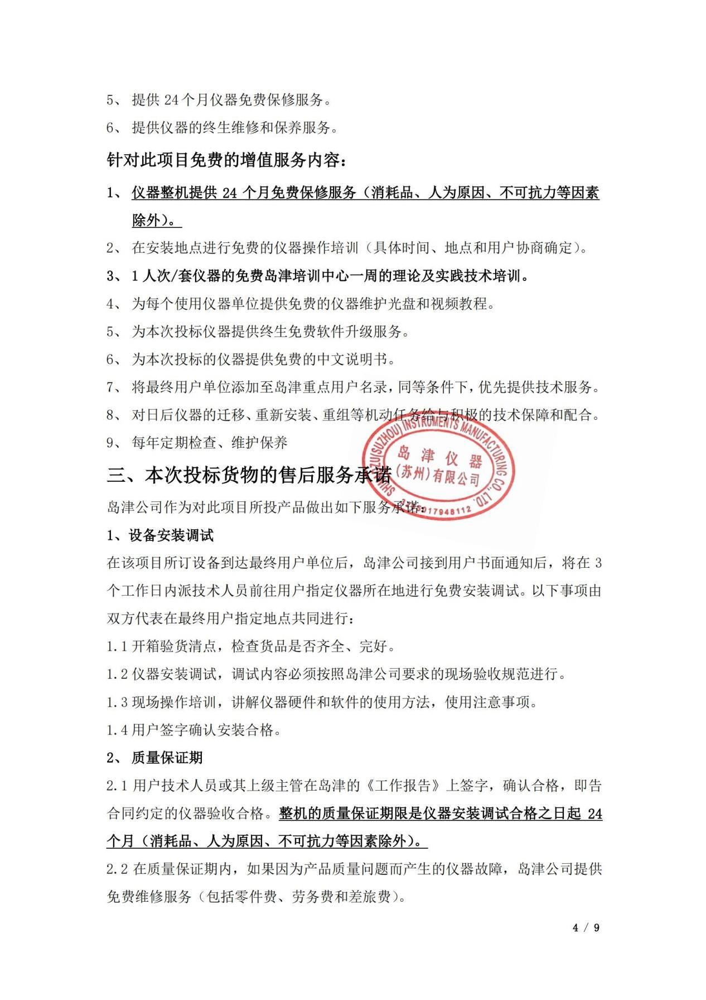 5、 提供 24个月仪器免费保修服务。
6、 提供仪器的终生维修和保养服务。
针对此项目免费的增值服务内容：
1、 仪器整机提供 24 个月免费保修服务（消耗品、人为原因、不可抗力等因素
除外）。
2、 在安装地点进行免费的仪器操作培训（具体时间、地点和用户协商确定）。
3、 1 人次/套仪器的免费岛津培训中心一周的理论及实践技术培训。
4、 为每个使用仪器单位提供免费的仪器维护光盘和视频教程。
5、 为本次投标仪器提供终生免费软件升级服务。
6、 为本次投标的仪器提供免费的中文说明书。
7、 将最终用户单位添加至岛津重点用户名录，同等条件下，优先提供技术服务。
8、 对日后仪器的迁移、重新安装、重组等机动任务给与积极的技术保障和配合。
9、 每年定期检查、维护保养
SHIMADZU(SUZHOU) INSTRUMENTS MANUFACTURING CO.,LTD.
岛 津 仪 器
（苏州）有限公司
三、本次投标货物的售后服务承诺
岛津公司作为对此项目所投产品做出如下服务承诺：
1、设备安装调试
在该项目所订设备到达最终用户单位后，岛津公司接到用户书面通知后，将在 3
个工作日内派技术人员前往用户指定仪器所在地进行免费安装调试。以下事项由
双方代表在最终用户指定地点共同进行：
1.1 开箱验货清点，检查货品是否齐全、完好。
1.2 仪器安装调试，调试内容必须按照岛津公司要求的现场验收规范进行。
1.3 现场操作培训，讲解仪器硬件和软件的使用方法，使用注意事项。
1.4 用户签字确认安装合格。
2、 质量保证期
2.1 用户技术人员或其上级主管在岛津的《工作报告》上签字，确认合格，即告
合同约定的仪器验收合格。整机的质量保证期限是仪器安装调试合格之日起 24
个月（消耗品、人为原因、不可抗力等因素除外）。
2.2 在质量保证期内，如果因为产品质量问题而产生的仪器故障，岛津公司提供
免费维修服务（包括零件费、劳务费和差旅费）。
4 / 9